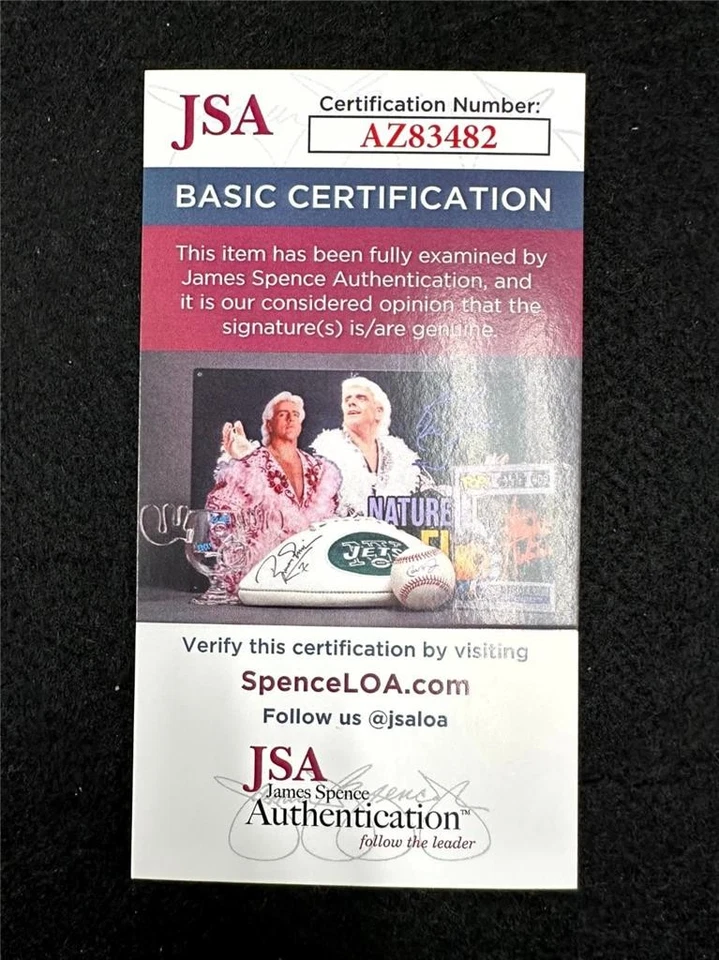 JSA
Certification Number:
AZ83482
BASIC CERTIFICATION
This item has been fully examined by
James Spence Authentication, and
it is our considered opinion that the
signature(s) is/are genuine.
NATURE
JETS
Verify this certification by visiting
SpenceLOA.com
Follow us @jsaloa
JSA
James Spence
Authentication™
follow the leader